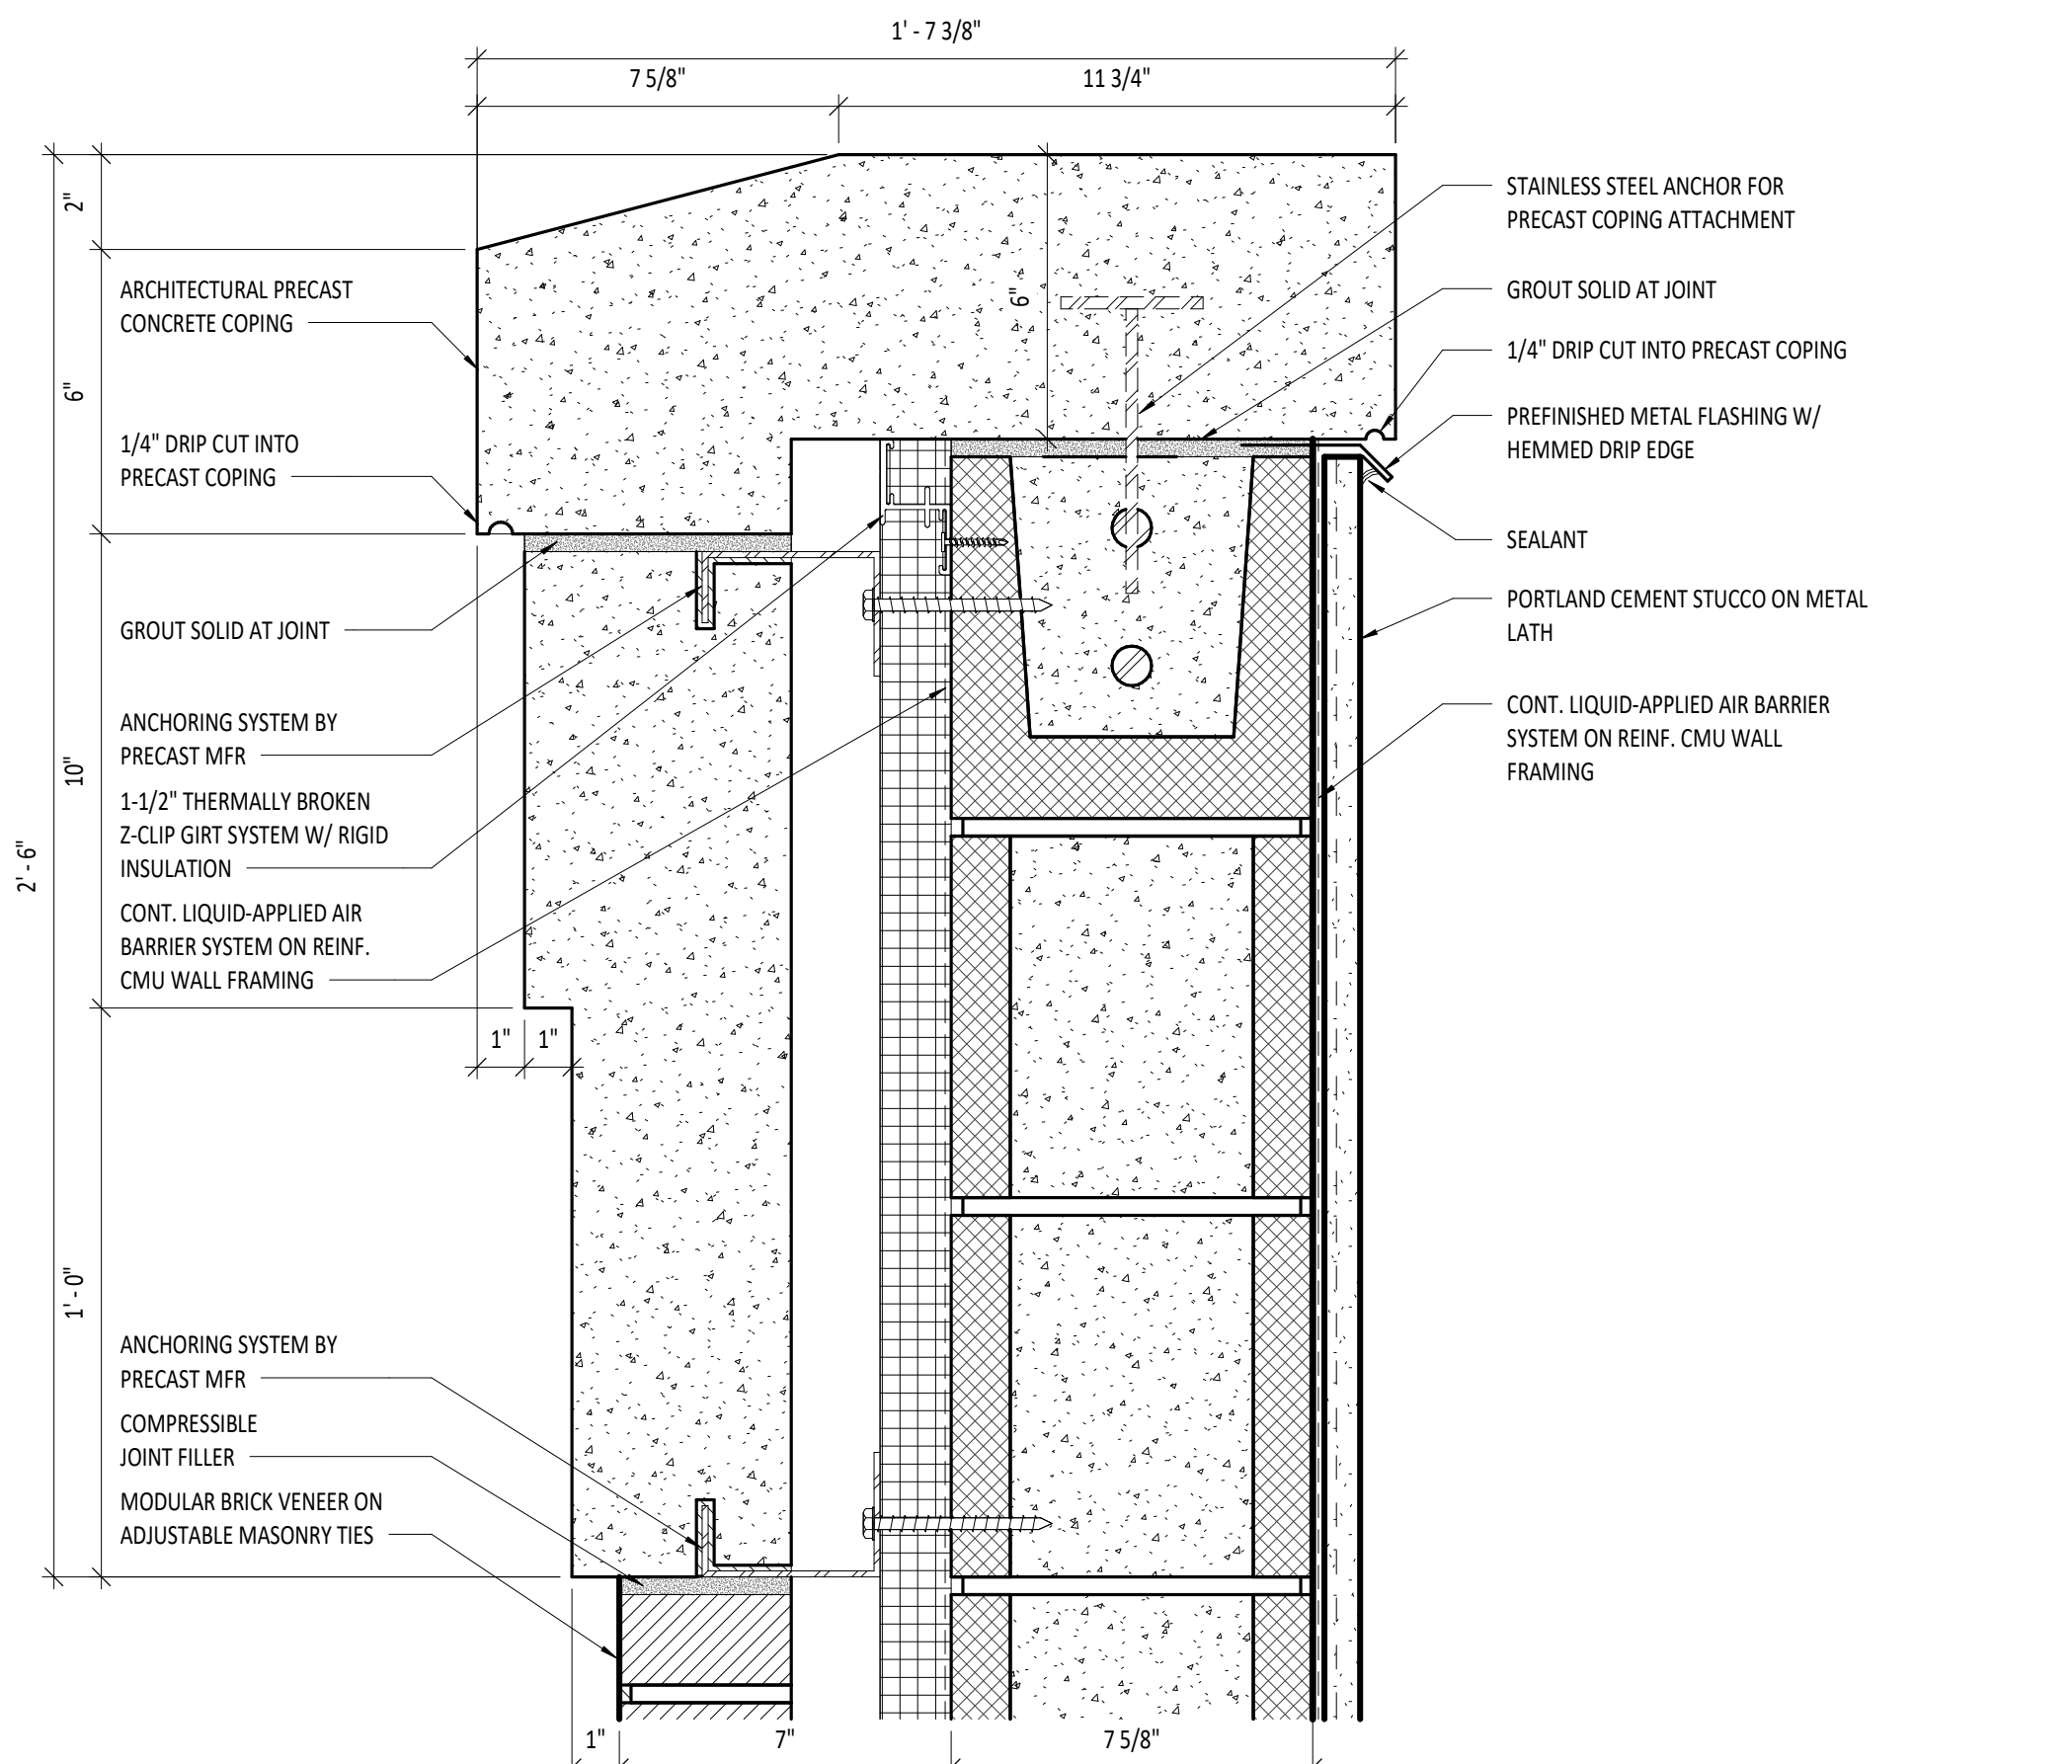 1' - 7 3/8"
7 5/8"
11 3/4"
2"
6"
10"
1' - 0"
2' - 6"
6"
ARCHITECTURAL PRECAST
CONCRETE COPING
1/4" DRIP CUT INTO
PRECAST COPING
GROUT SOLID AT JOINT
ANCHORING SYSTEM BY
PRECAST MFR
1-1/2" THERMALLY BROKEN
Z-CLIP GIRT SYSTEM W/ RIGID
INSULATION
CONT. LIQUID-APPLIED AIR
BARRIER SYSTEM ON REINF.
CMU WALL FRAMING
1"
1"
ANCHORING SYSTEM BY
PRECAST MFR
COMPRESSIBLE
JOINT FILLER
MODULAR BRICK VENEER ON
ADJUSTABLE MASONRY TIES
STAINLESS STEEL ANCHOR FOR
PRECAST COPING ATTACHMENT
GROUT SOLID AT JOINT
1/4" DRIP CUT INTO PRECAST COPING
PREFINISHED METAL FLASHING W/
HEMMED DRIP EDGE
SEALANT
PORTLAND CEMENT STUCCO ON METAL
LATH
CONT. LIQUID-APPLIED AIR BARRIER
SYSTEM ON REINF. CMU WALL
FRAMING
1"
7"
7 5/8"